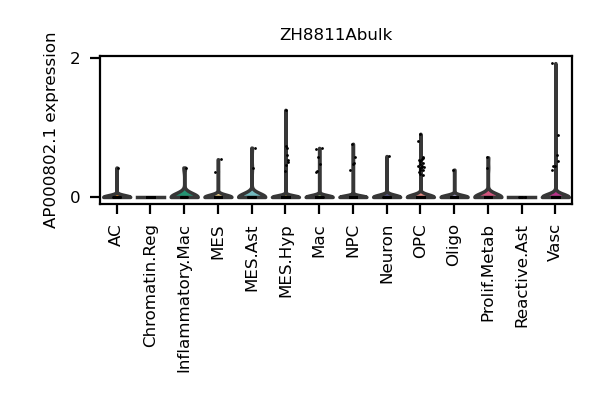 ZH8811Abulk
AP000802.1 expression
2
0
AC
Chromatin.Reg
Inflammatory.Mac
MES
MES.Ast
MES.Hyp
Mac
NPC
Neuron
OPC
Oligo
Prolif.Metab
Reactive.Ast
Vasc